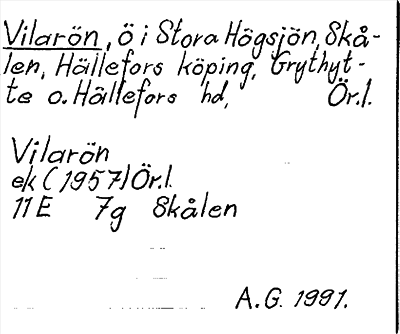 Vilarön, ö i Stora Högsjön, Skå-
len, Hällefors köping, Grythyt-
te o. Hällefors hd, Ör.l.
Vilarön
ek (1957) Ör.l.
11E 7g Skålen
A.G. 1991.